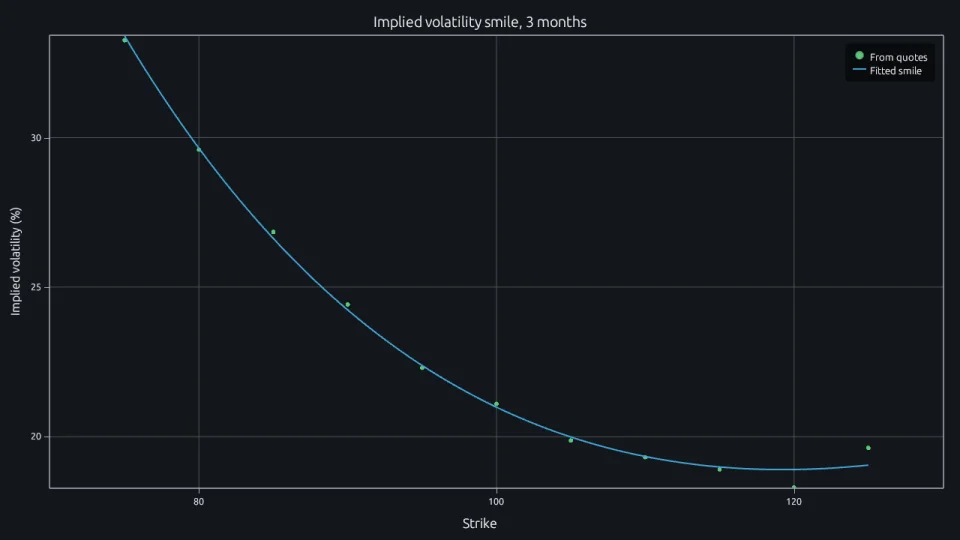 Implied volatility smile, 3 months
From quotes
Fitted smile
30
25
20
Implied volatility (%)
80
100
120
Strike